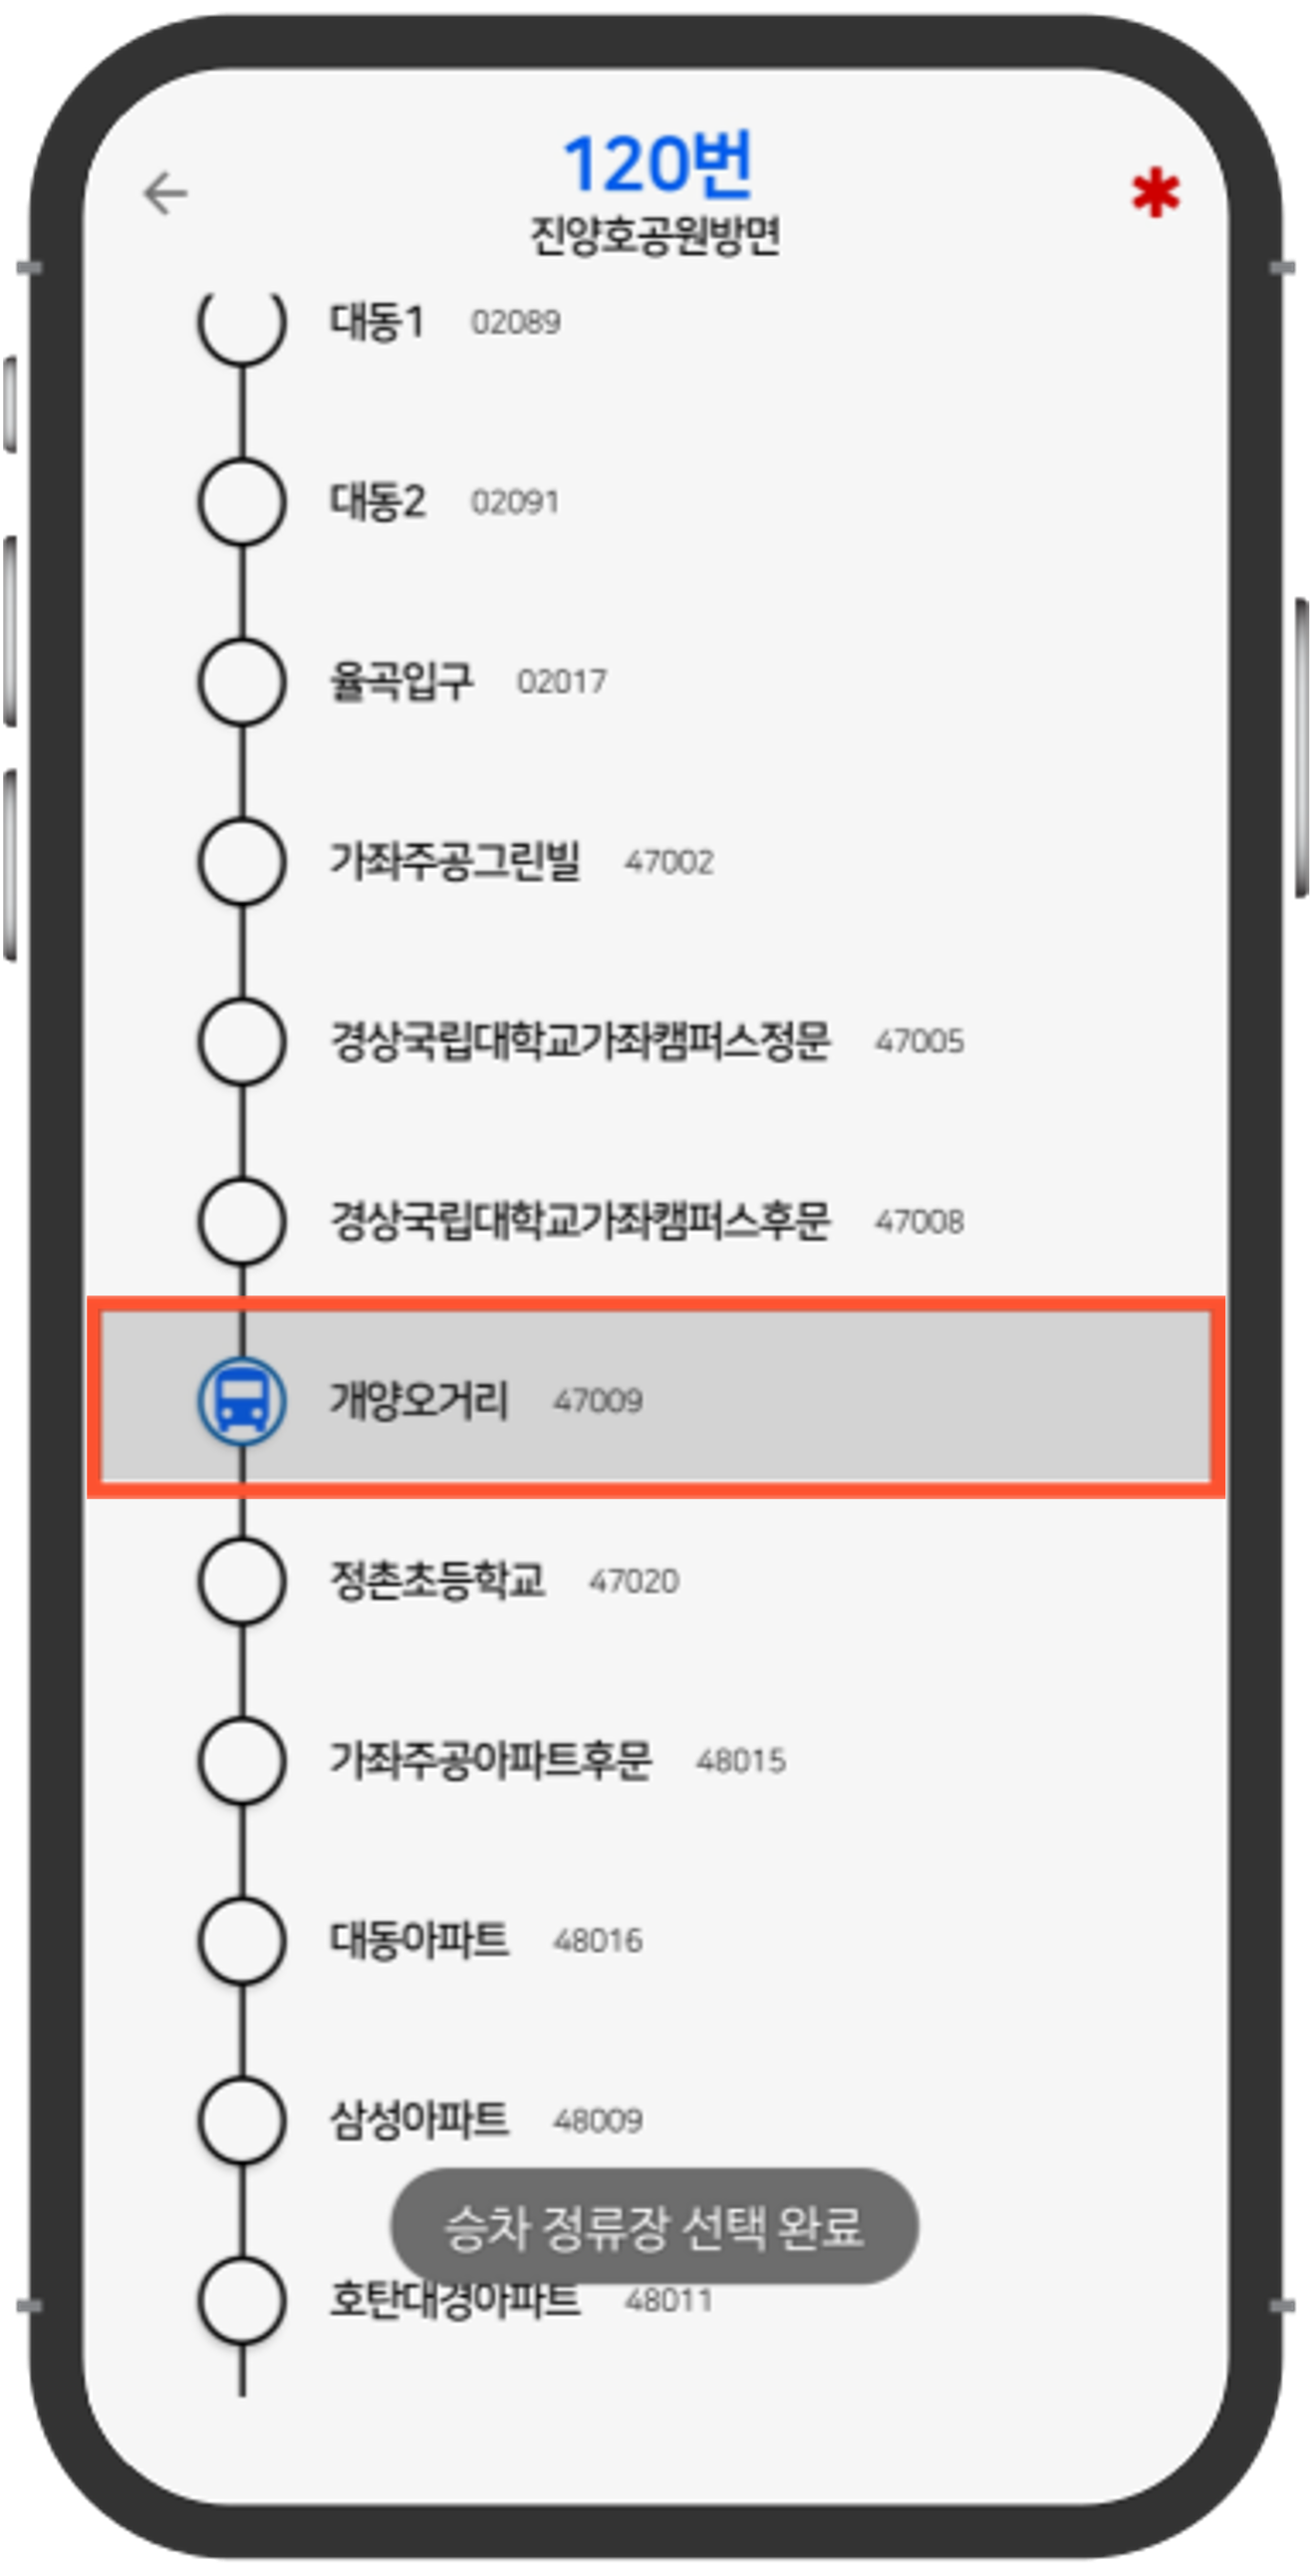 120번
진양호공원방면
대동1 02089
대동2 02091
율곡입구 02017
가좌주공그린빌 47002
경상국립대학교가좌캠퍼스정문 47005
경상국립대학교가좌캠퍼스후문 47008
개양오거리 47009
정촌초등학교 47020
가좌주공아파트후문 48015
대동아파트 48016
삼성아파트 48009
승차 정류장 선택 완료
호탄대경아파트 48011